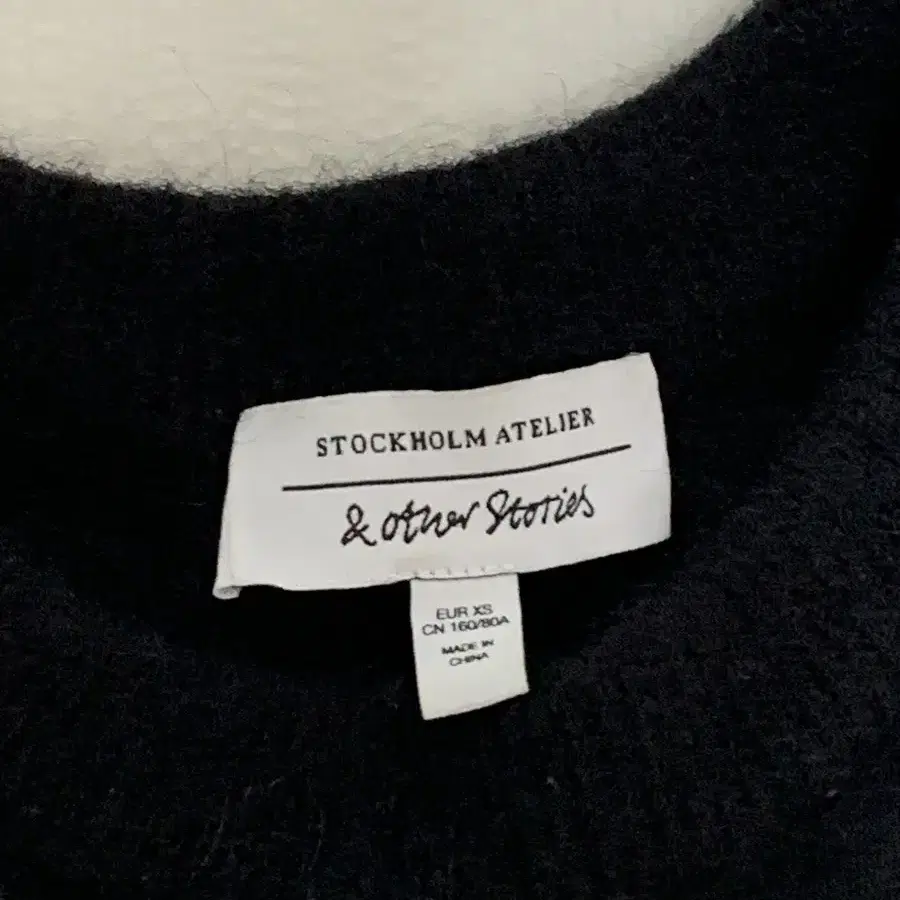 STOCKHOLM ATELIER
& other Stories
EUR XS
CN 160/80A
MADE IN
CHINA